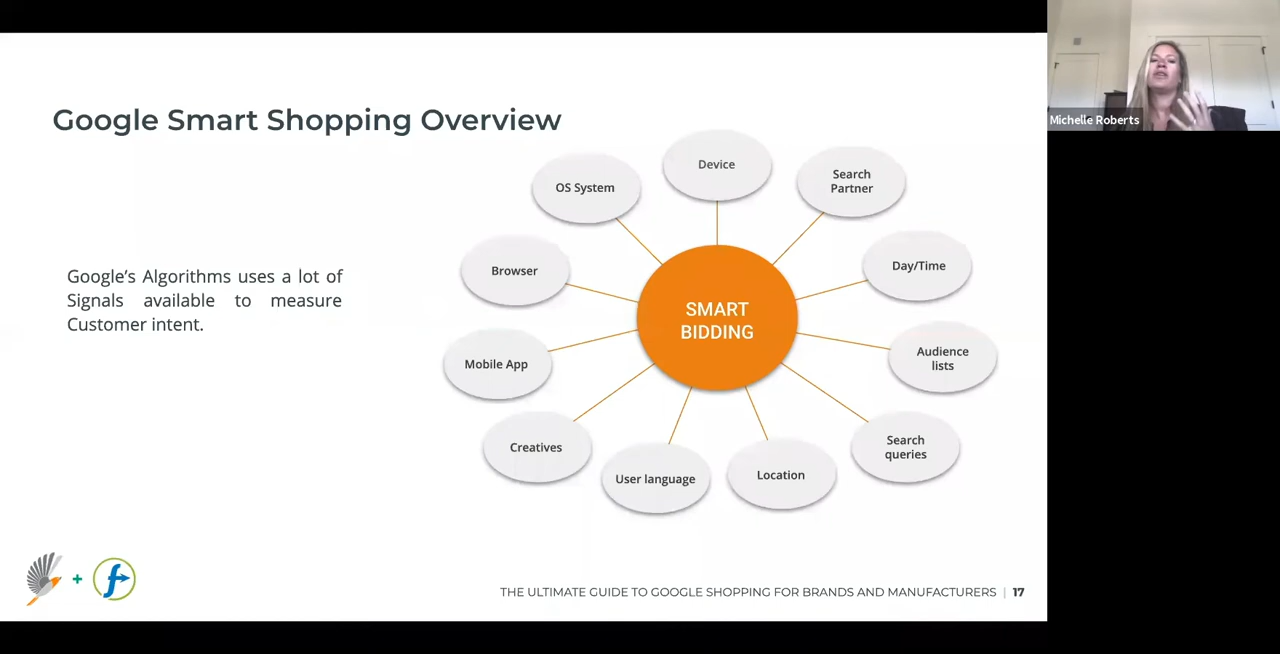 Google Smart Shopping Overview
Google's Algorithms uses a lot of
Signals available to measure
Customer intent.
Device
OS System
Search
Partner
Browser
Day/Time
SMART
BIDDING
Mobile App
Audience
lists
Creatives
Search
queries
User language
Location
f
+
THE ULTIMATE GUIDE TO GOOGLE SHOPPING FOR BRANDS AND MANUFACTURERS | 17
Michelle Roberts